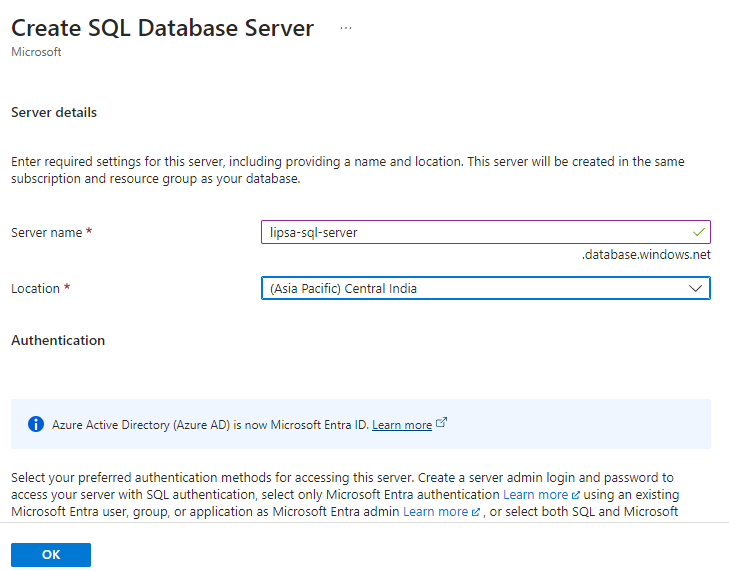 Create SQL Database Server ...
Microsoft
Server details
Enter required settings for this server, including providing a name and location. This server will be created in the same
subscription and resource group as your database.
Server name *
lipsa-sql-server
.database.windows.net
Location *
(Asia Pacific) Central India
Authentication
Azure Active Directory (Azure AD) is now Microsoft Entra ID. Learn more
Select your preferred authentication methods for accessing this server. Create a server admin login and password to
access your server with SQL authentication, select only Microsoft Entra authentication Learn more using an existing
Microsoft Entra user, group, or application as Microsoft Entra admin Learn more , or select both SQL and Microsoft
OK